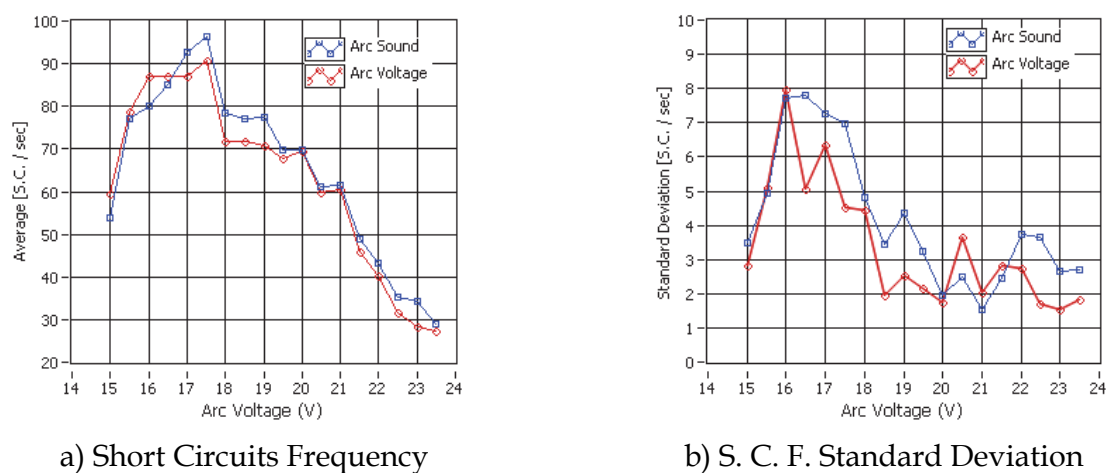 100
90
80
70
60
50
40
30
20
Average [S.C. / sec]
Arc Sound
Arc Voltage
14 15 16 17 18 19 20 21 22 23 24
Arc Voltage (V)
a) Short Circuits Frequency
10
9
8
7
6
5
4
3
2
1
0
Standard Deviation [S.C. / sec]
Arc Sound
Arc Voltage
14 15 16 17 18 19 20 21 22 23 24
Arc Voltage (V)
b) S. C. F. Standard Deviation